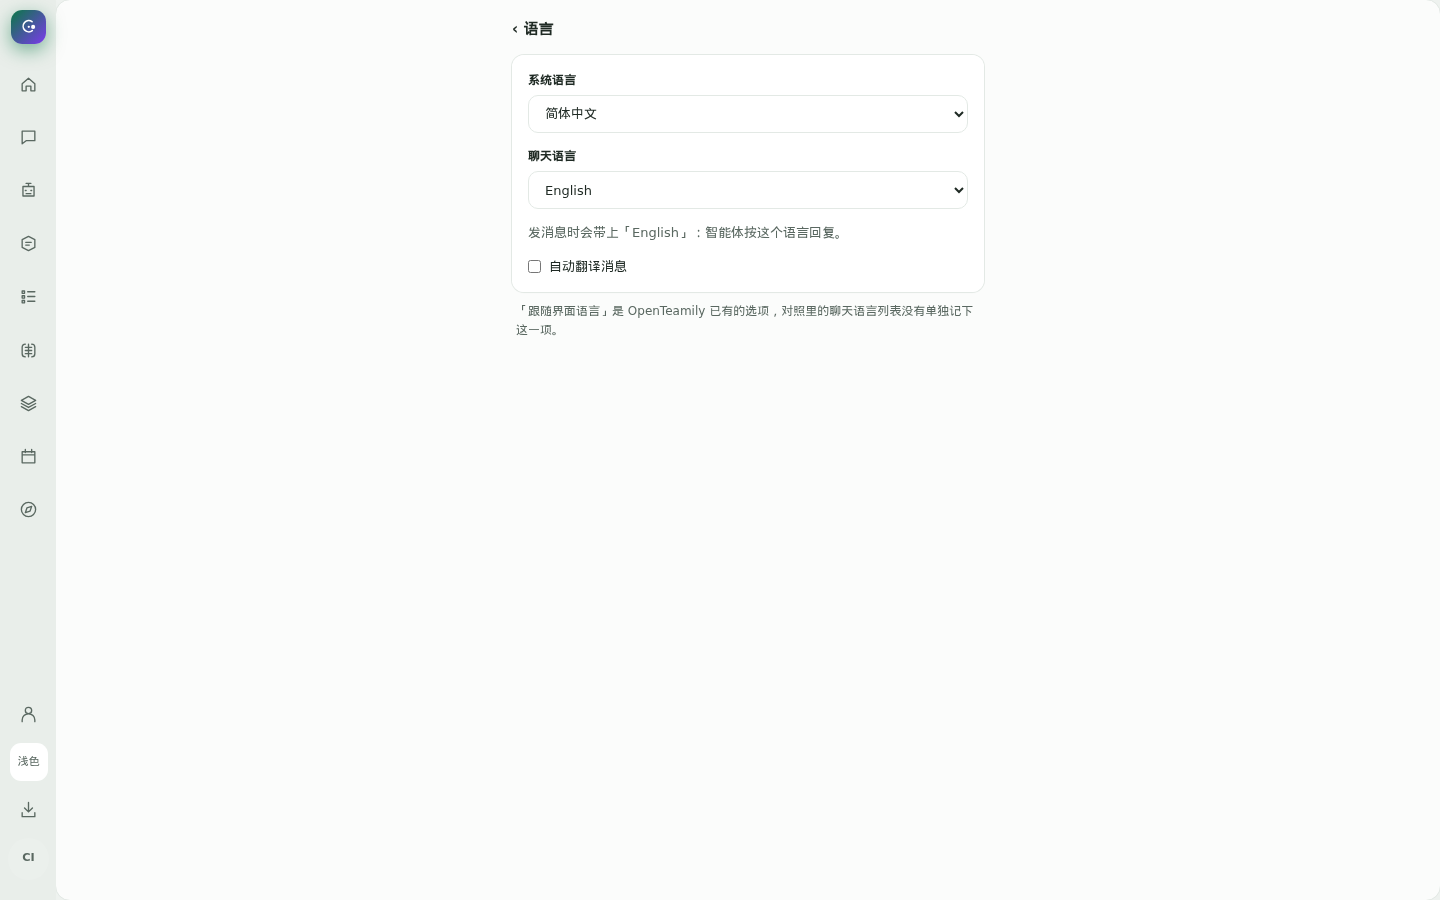 ‹ 语言
系统语言
简体中文
聊天语言
English
发消息时会带上「English」：智能体按这个语言回复。
自动翻译消息
「跟随界面语言」是 OpenTeamily 已有的选项，对照里的聊天语言列表没有单独记下
这一项。
浅色
CI